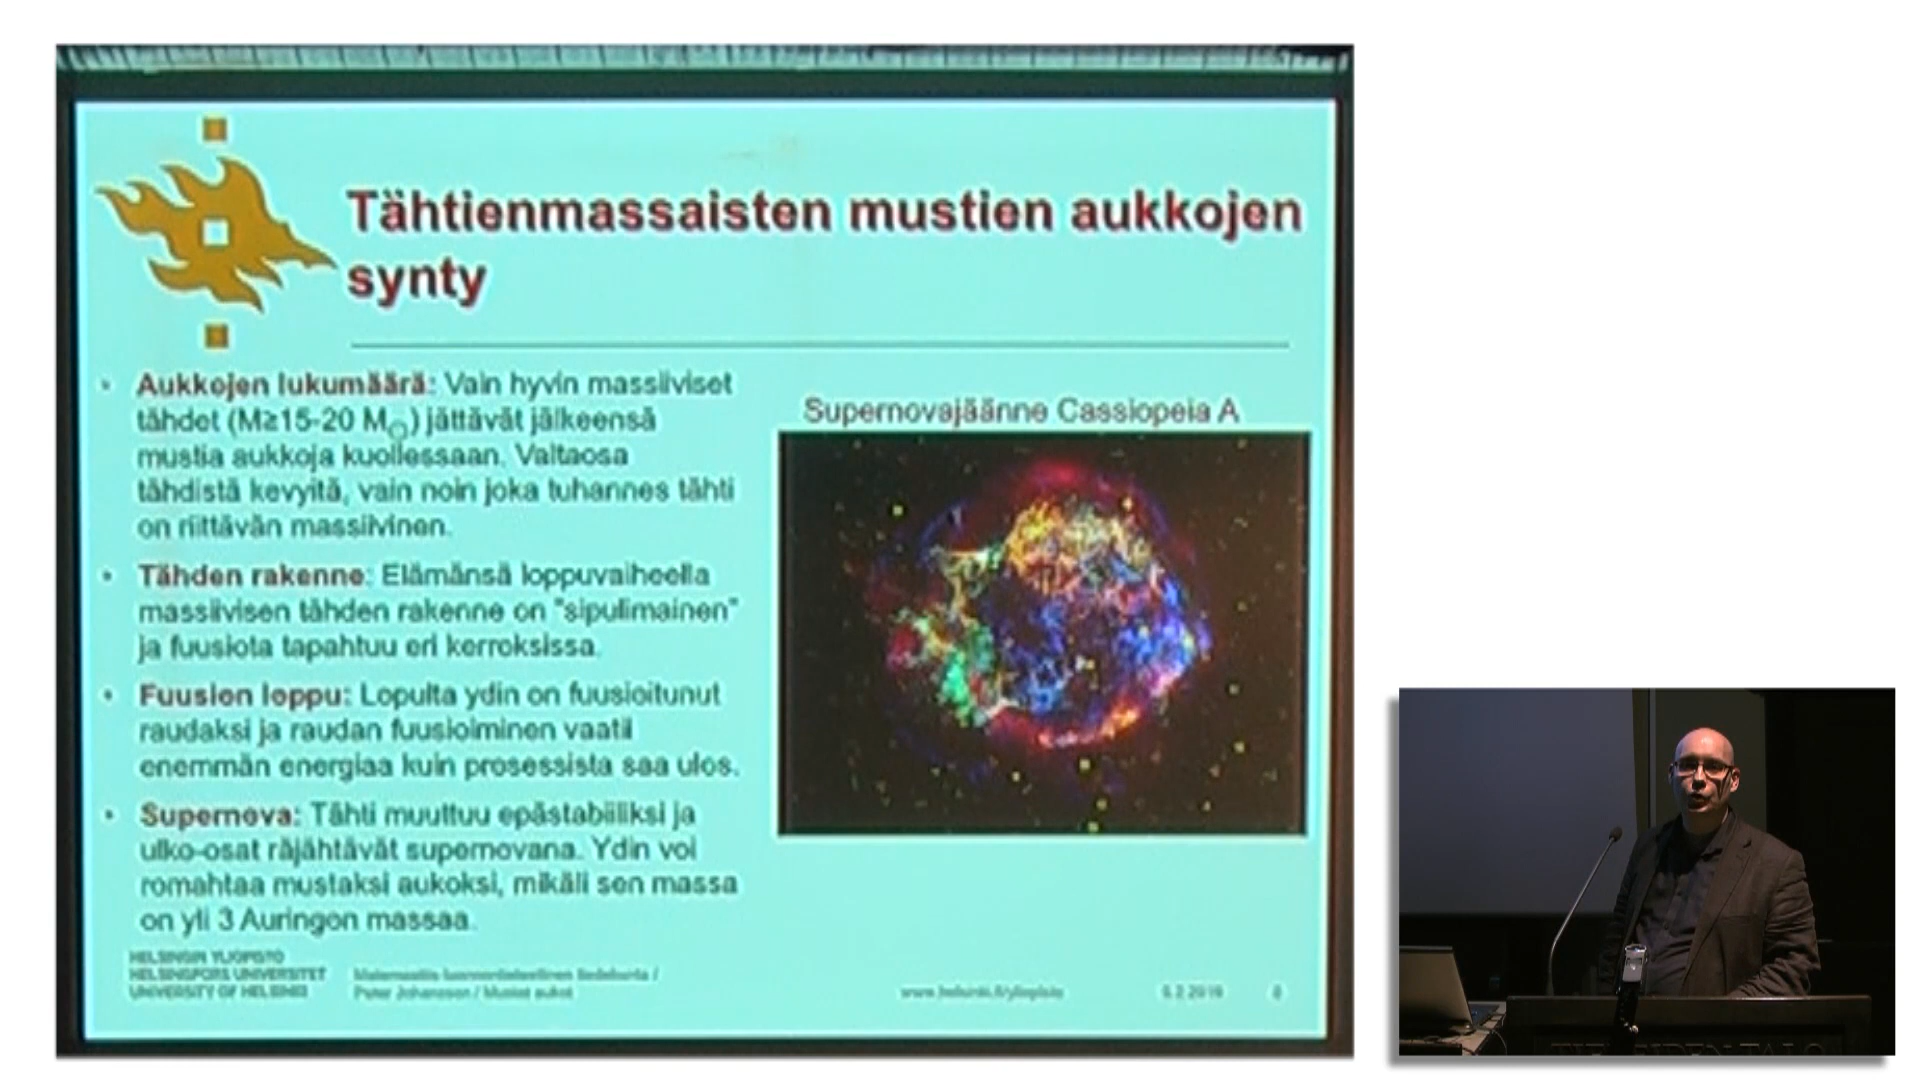 Tähtienmassaisten mustien aukkojen
synty
Aukkojen lukumäärä: Vain hyvin massiiviset
tähdet (M≥15-20 M☉) jättävät jälkeensä
mustia aukkoja kuollessaan. Valtaosa
tähdistä kevyitä, vain noin joka tuhannes tähti
on riittävän massiivinen.
Tähden rakenne: Elämänsä loppuvaiheella
massiivisen tähden rakenne on "sipulimainen"
ja fuusiota tapahtuu eri kerroksissa.
Fuusion loppu: Lopulta ydin on fuusioitunut
raudaksi ja raudan fuusioiminen vaatii
enemmän energiaa kuin prosessista saa ulos.
Supernova: Tähti muuttuu epästabiiliksi ja
ulko-osat räjähtävät supernovana. Ydin voi
romahtaa mustaksi aukoksi, mikäli sen massa
on yli 3 Auringon massaa.
Supernovajäänne Cassiopeia A
HELSINGIN YLIOPISTO
HELSINGFORS UNIVERSITET
UNIVERSITY OF HELSINKI
Matemaattis-luonnontieteellinen tiedekunta /
Peter Johansson / Mustat aukot
www.helsinki.fi/yliopisto
TIETEIDEN TALO